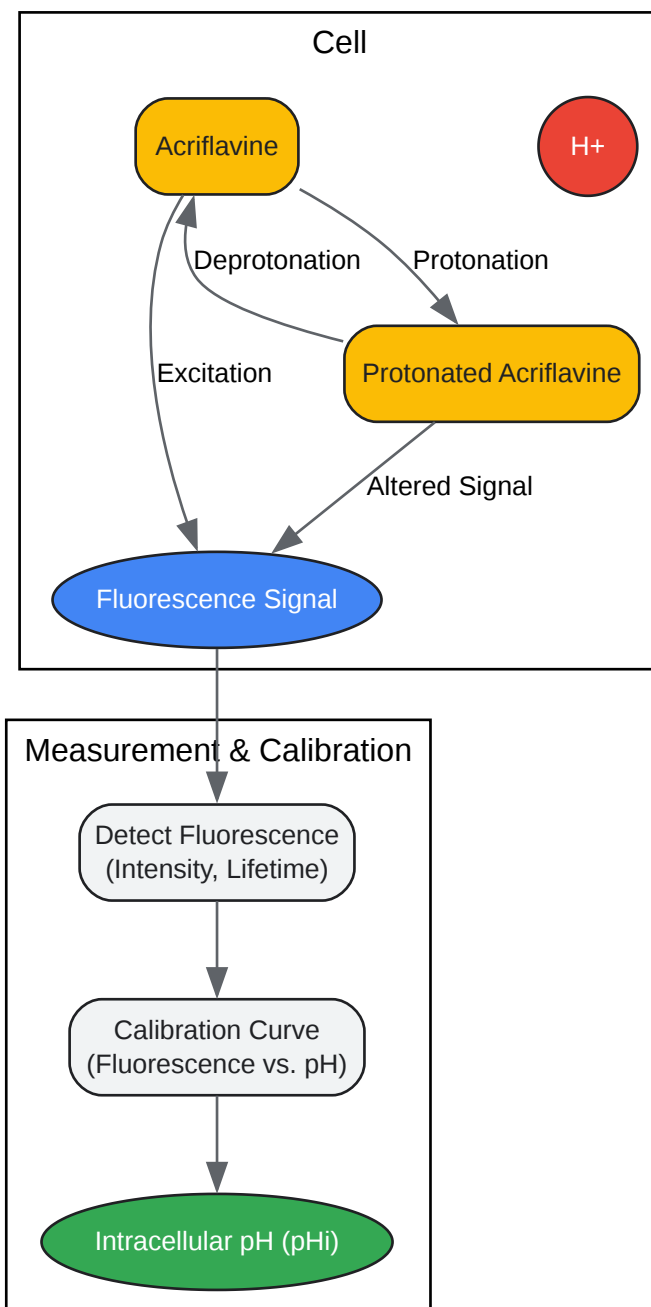 Cell
Acriflavine
H+
Deprotonation
Protonation
Excitation
Protonated Acriflavine
Altered Signal
Fluorescence Signal
Measurement & Calibration
Detect Fluorescence
(Intensity, Lifetime)
Calibration Curve
(Fluorescence vs. pH)
Intracellular pH (pHi)